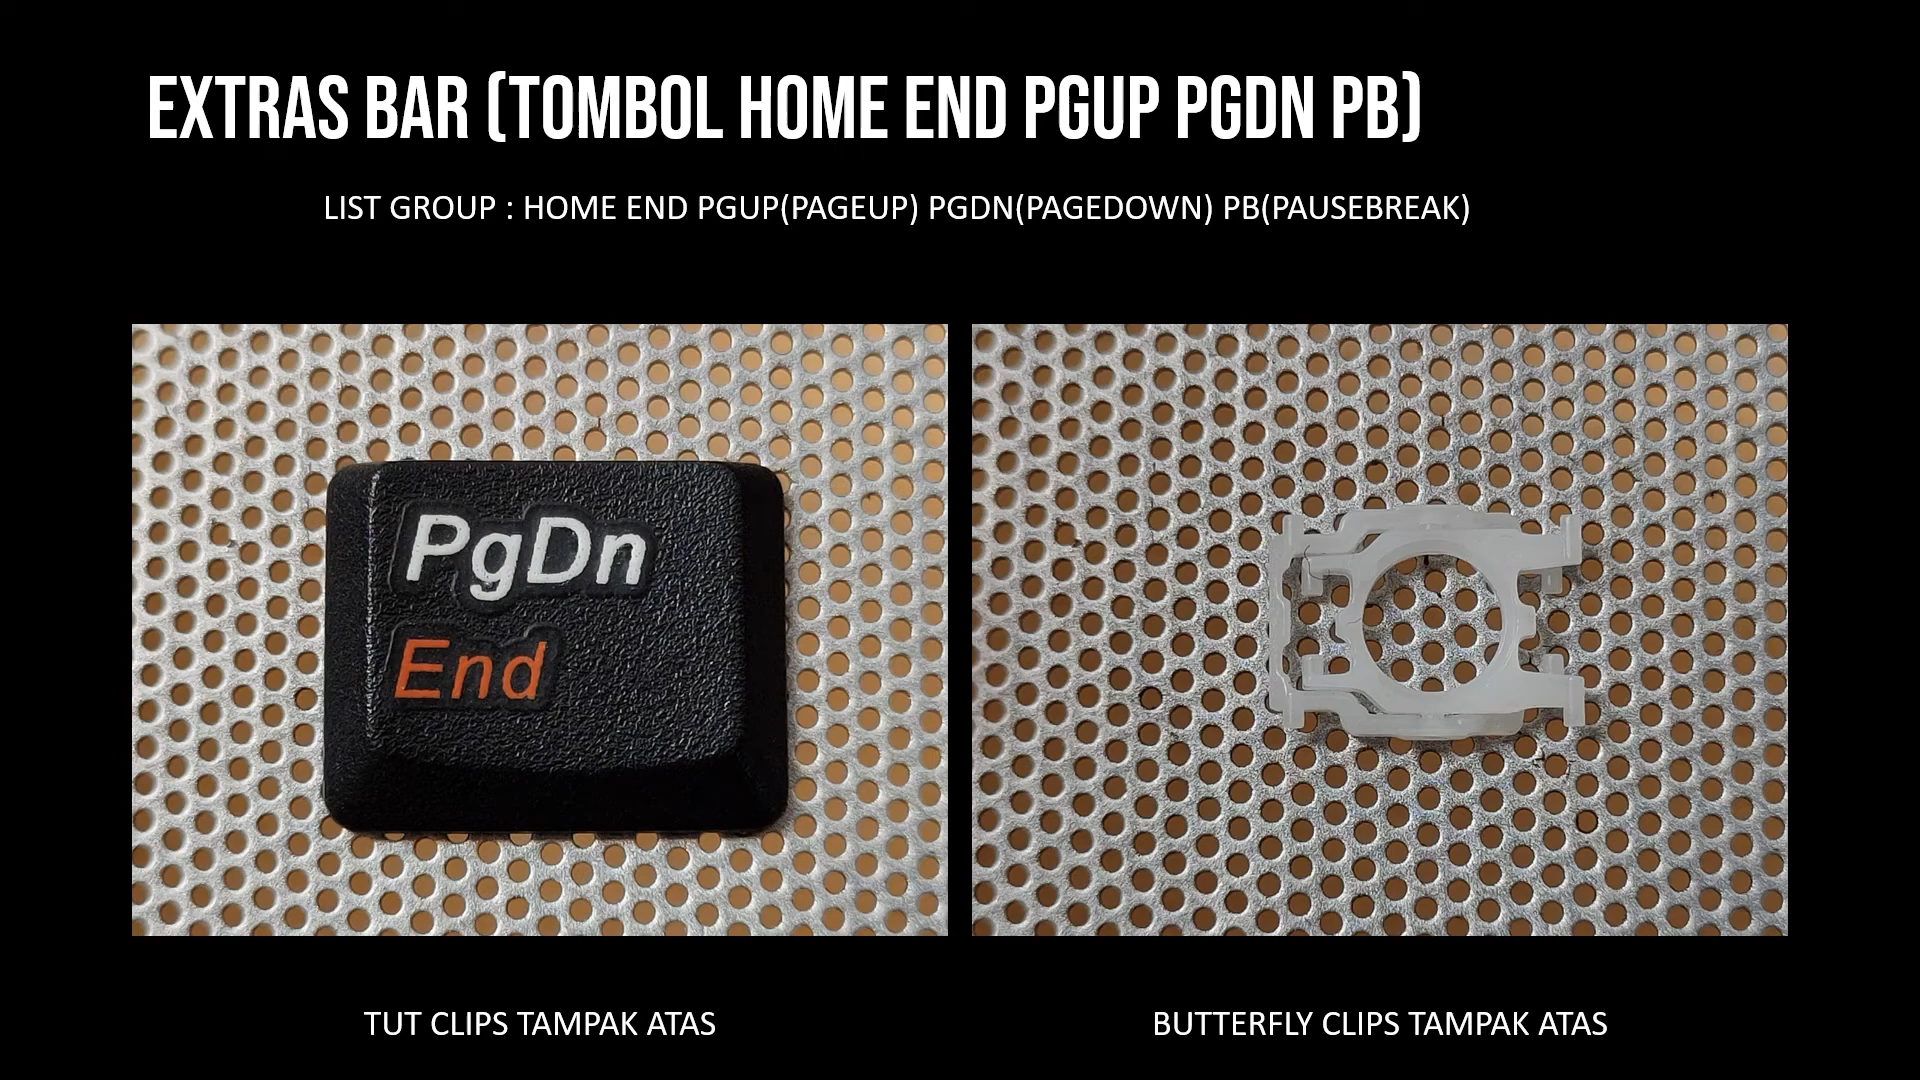 EXTRAS BAR (TOMBOL HOME END PGUP PGDN PB)
LIST GROUP : HOME END PGUP(PAGEUP) PGDN(PAGEDOWN) PB(PAUSEBREAK)
PgDn
End
TUT CLIPS TAMPAK ATAS
BUTTERFLY CLIPS TAMPAK ATAS